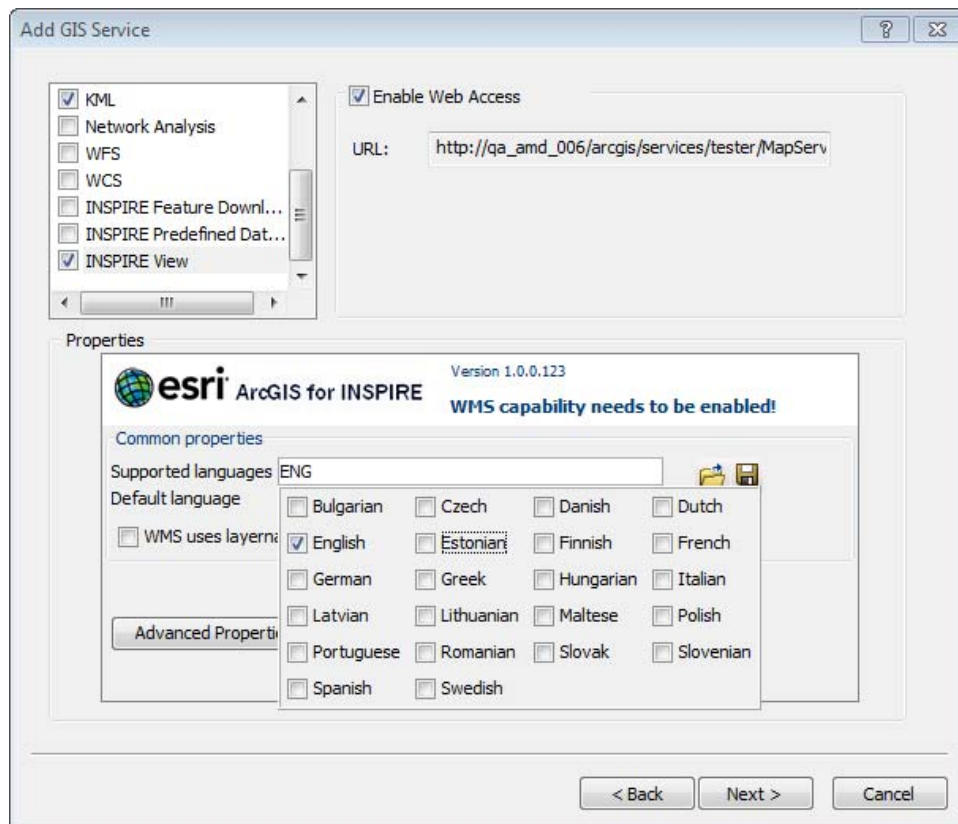 Add GIS Service
KML
Network Analysis
WFS
WCS
INSPIRE Feature Downl...
INSPIRE Predefined Dat...
INSPIRE View
Enable Web Access
URL: http://qa_amd_006/arcgis/services/tester/MapServ
Properties
esri ArcGIS for INSPIRE
Version 1.0.0.123
WMS capability needs to be enabled!
Common properties
Supported languages ENG
Default language
WMS uses layerna
Advanced Properti
Bulgarian Czech Danish Dutch
English Estonian Finnish French
German Greek Hungarian Italian
Latvian Lithuanian Maltese Polish
Portuguese Romanian Slovak Slovenian
Spanish Swedish
< Back Next > Cancel